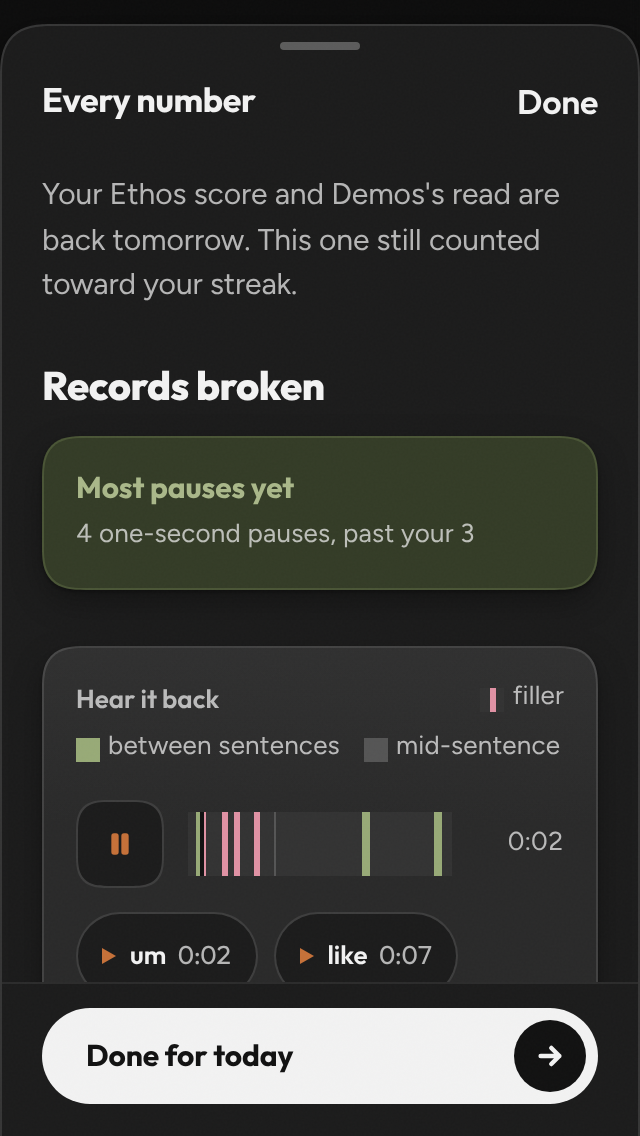 Every number
Done
Your Ethos score and Demos's read are
back tomorrow. This one still counted
toward your streak.
Records broken
Most pauses yet
4 one-second pauses, past your 3
Hear it back
filler
between sentences
mid-sentence
0:02
um 0:02
like 0:07
Done for today